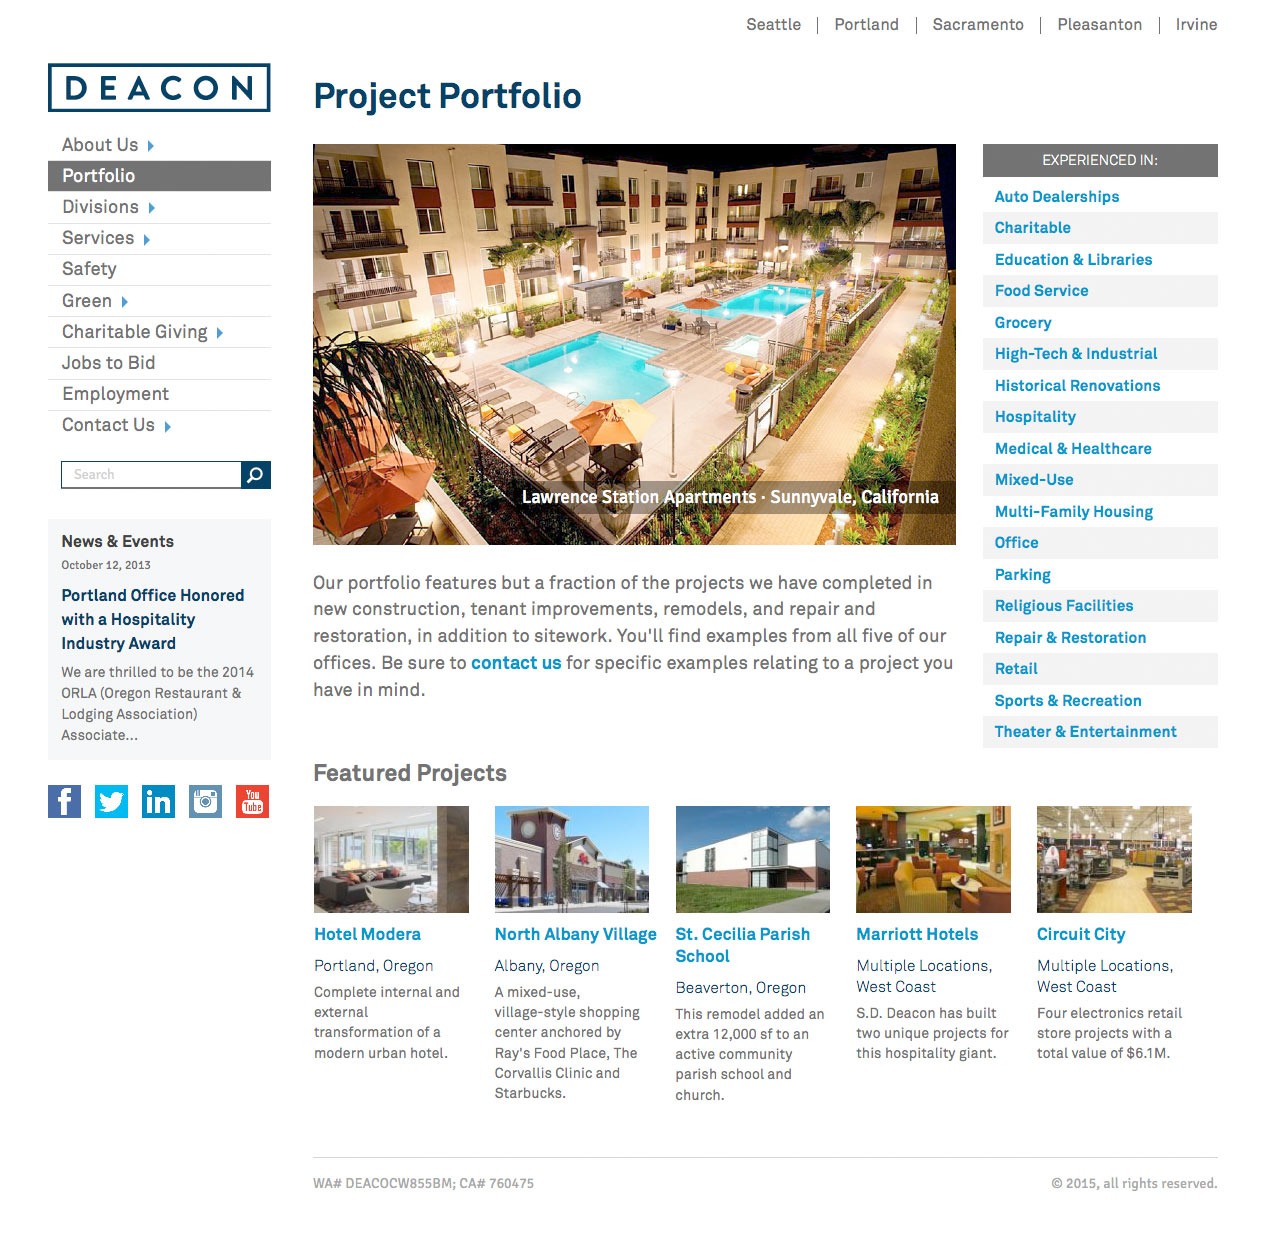 Seattle | Portland | Sacramento | Pleasanton | Irvine
DEACON
About Us
Portfolio
Divisions
Services
Safety
Green
Charitable Giving
Jobs to Bid
Employment
Contact Us
Search
News & Events
October 12, 2013
Portland Office Honored
with a Hospitality
Industry Award
We are thrilled to be the 2014
ORLA (Oregon Restaurant &
Lodging Association)
Associate...
You
Tube
Project Portfolio
Lawrence Station Apartments · Sunnyvale, California
Our portfolio features but a fraction of the projects we have completed in
new construction, tenant improvements, remodels, and repair and
restoration, in addition to sitework. You'll find examples from all five of our
offices. Be sure to contact us for specific examples relating to a project you
have in mind.
EXPERIENCED IN:
Auto Dealerships
Charitable
Education & Libraries
Food Service
Grocery
High-Tech & Industrial
Historical Renovations
Hospitality
Medical & Healthcare
Mixed-Use
Multi-Family Housing
Office
Parking
Religious Facilities
Repair & Restoration
Retail
Sports & Recreation
Theater & Entertainment
Featured Projects
Hotel Modera
Portland, Oregon
Complete internal and
external
transformation of a
modern urban hotel.
North Albany Village
Albany, Oregon
A mixed-use,
village-style shopping
center anchored by
Ray's Food Place, The
Corvallis Clinic and
Starbucks.
St. Cecilia Parish
School
Beaverton, Oregon
This remodel added an
extra 12,000 sf to an
active community
parish school and
church.
Marriott Hotels
Multiple Locations,
West Coast
S.D. Deacon has built
two unique projects for
this hospitality giant.
Circuit City
Multiple Locations,
West Coast
Four electronics retail
store projects with a
total value of $6.1M.
WA# DEACOCW855BM; CA# 760475
© 2015, all rights reserved.